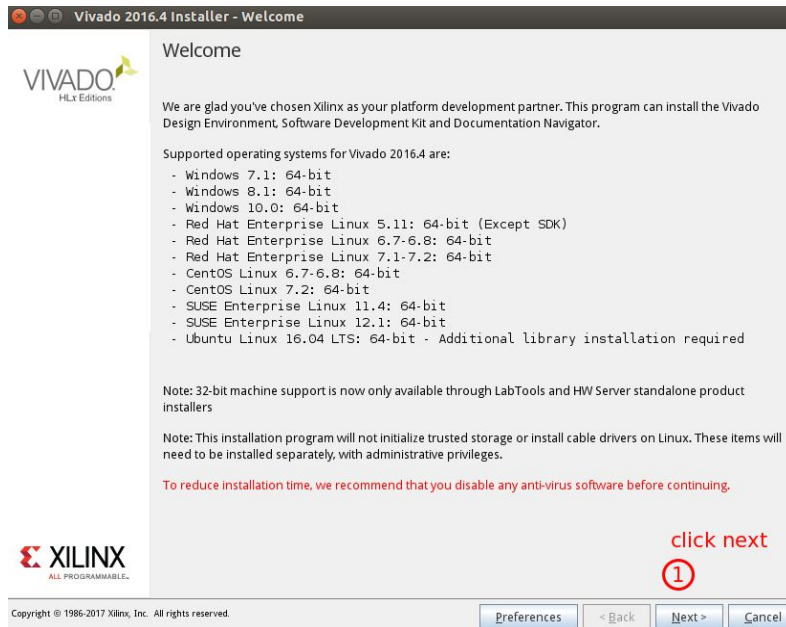 Vivado 2016.4 Installer - Welcome
Welcome
VIVADO
HLx Editions
We are glad you've chosen Xilinx as your platform development partner. This program can install the Vivado
Design Environment, Software Development Kit and Documentation Navigator.
Supported operating systems for Vivado 2016.4 are:
- Windows 7.1: 64-bit
- Windows 8.1: 64-bit
- Windows 10.0: 64-bit
- Red Hat Enterprise Linux 5.11: 64-bit (Except SDK)
- Red Hat Enterprise Linux 6.7-6.8: 64-bit
- Red Hat Enterprise Linux 7.1-7.2: 64-bit
- CentOS Linux 6.7-6.8: 64-bit
- CentOS Linux 7.2: 64-bit
- SUSE Enterprise Linux 11.4: 64-bit
- SUSE Enterprise Linux 12.1: 64-bit
- Ubuntu Linux 16.04 LTS: 64-bit - Additional library installation required
Note: 32-bit machine support is now only available through LabTools and HW Server standalone product
installers
Note: This installation program will not initialize trusted storage or install cable drivers on Linux. These items will
need to be installed separately, with administrative privileges.
To reduce installation time, we recommend that you disable any anti-virus software before continuing.
click next
1
XILINX
ALL PROGRAMMABLE.
Copyright © 1986-2017 Xilinx, Inc. All rights reserved.
Preferences < Back Next > Cancel